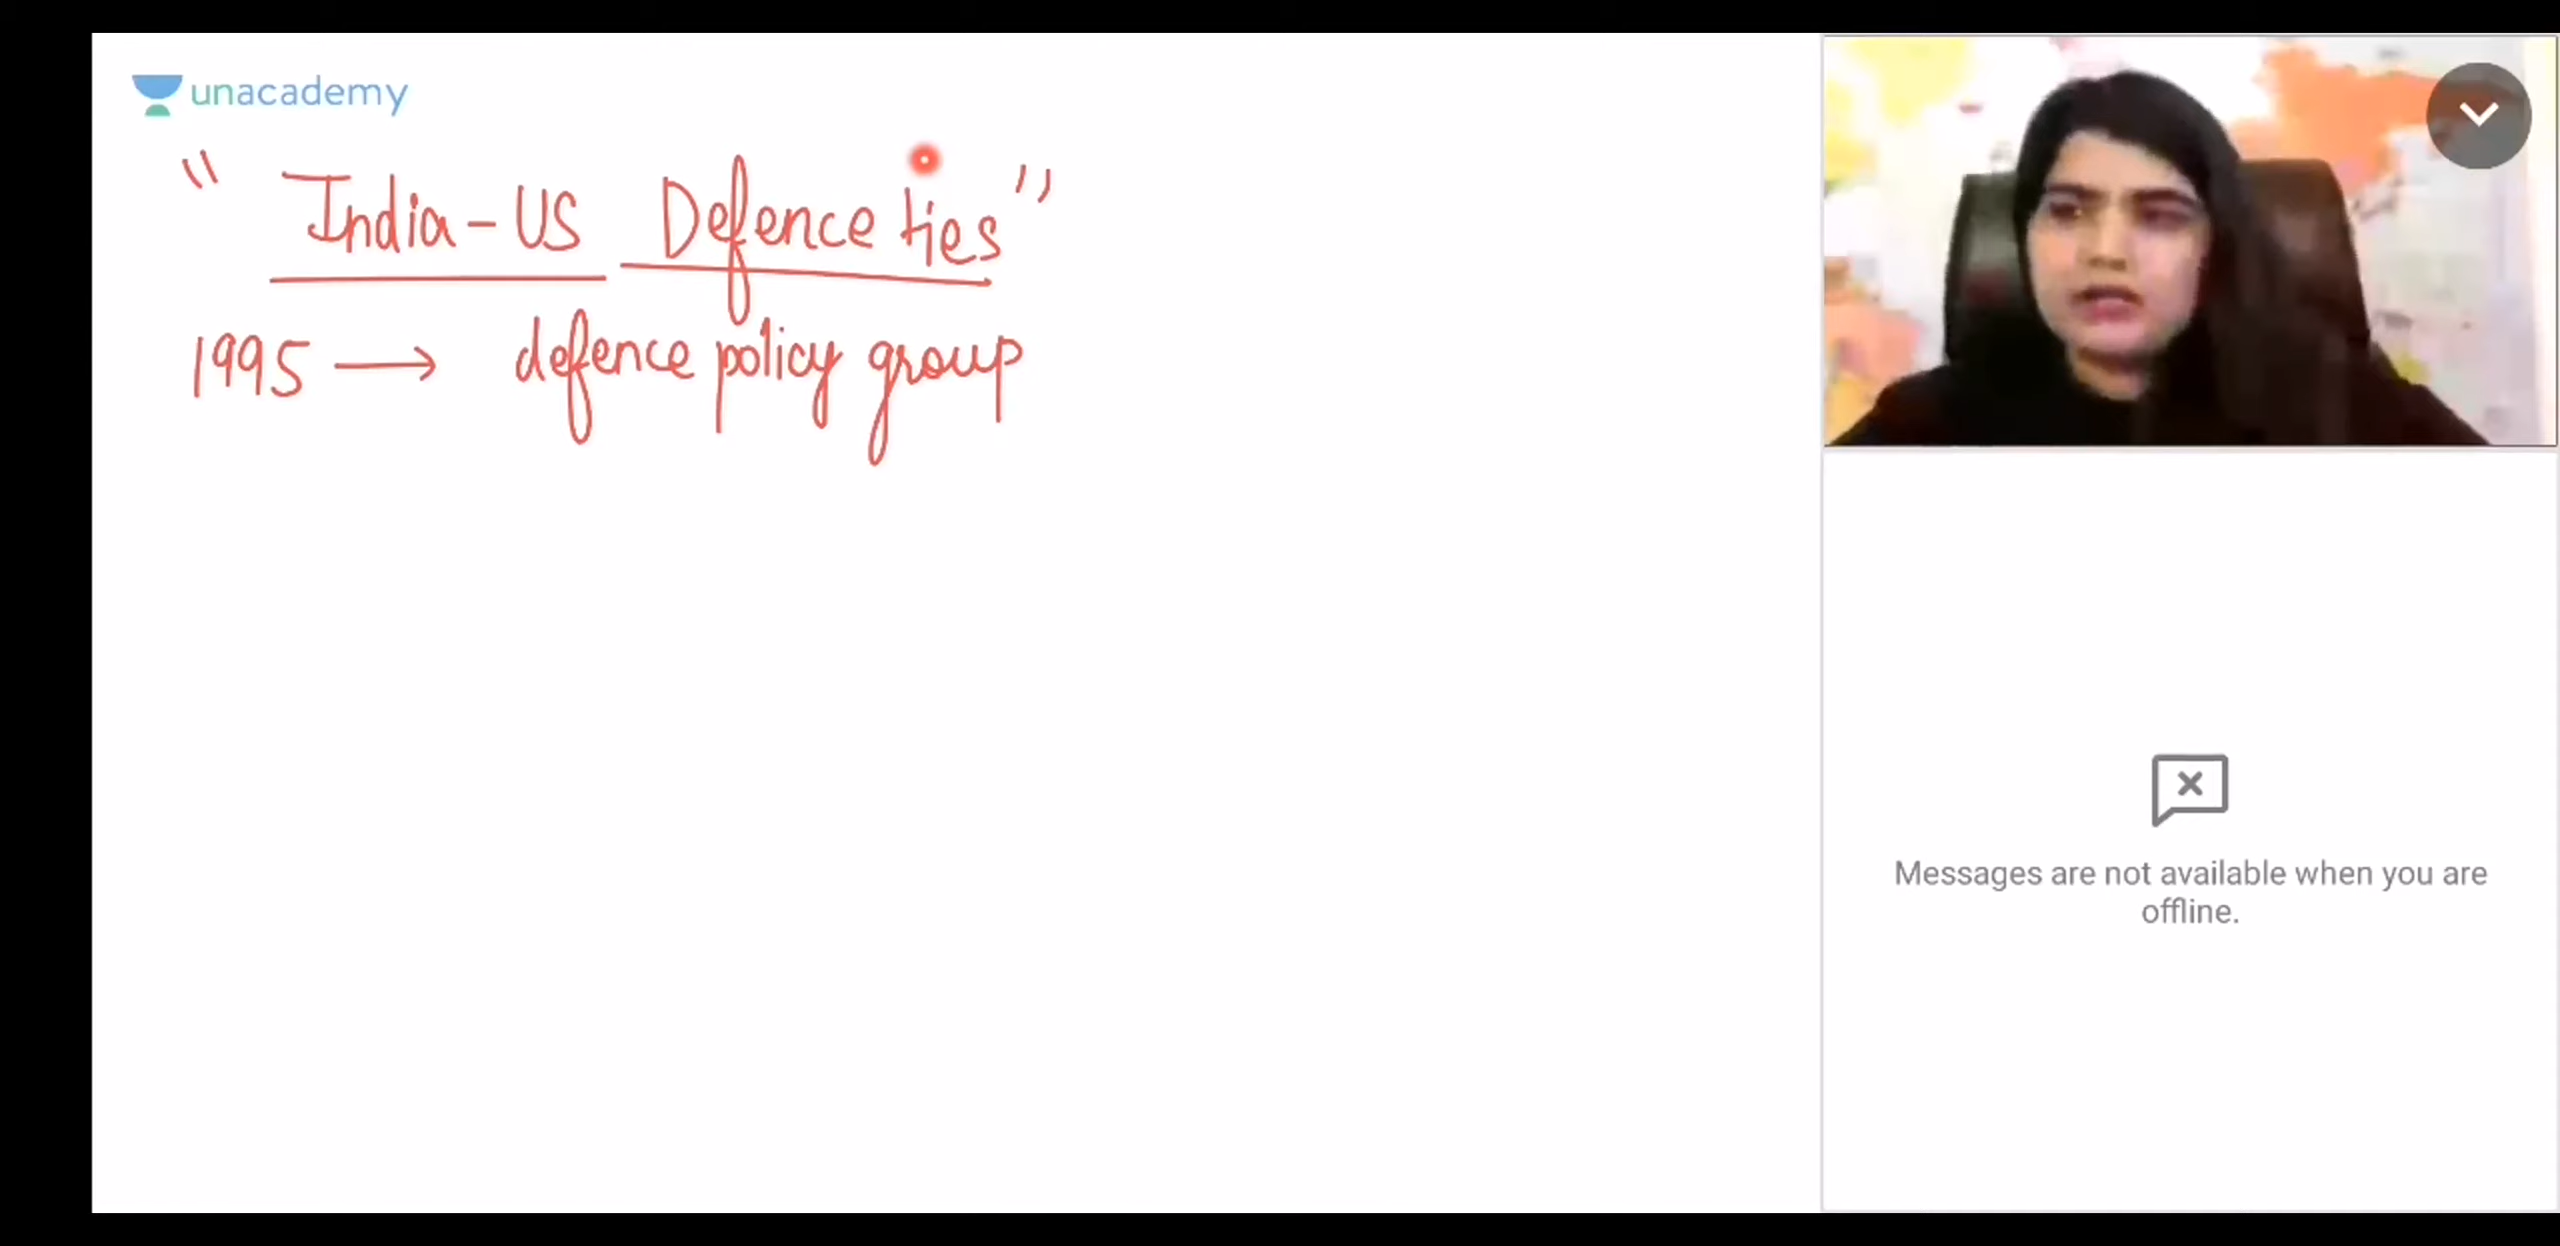 unacademy
" India - US Defence ties "
1995 → defence policy group
Messages are not available when you are
offline.